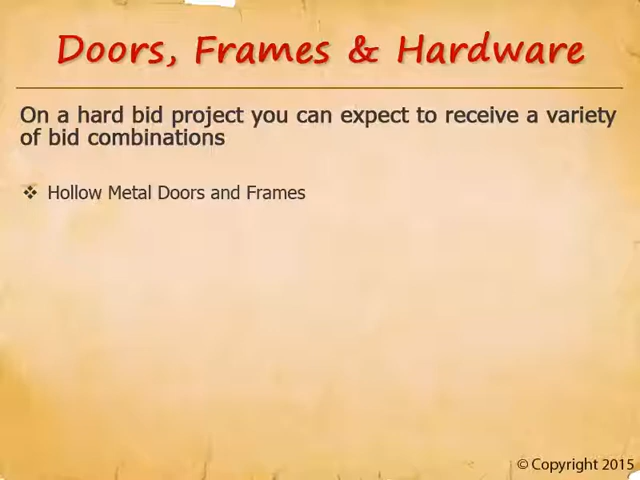 Doors, Frames & Hardware
On a hard bid project you can expect to receive a variety
of bid combinations
❖ Hollow Metal Doors and Frames
© Copyright 2015